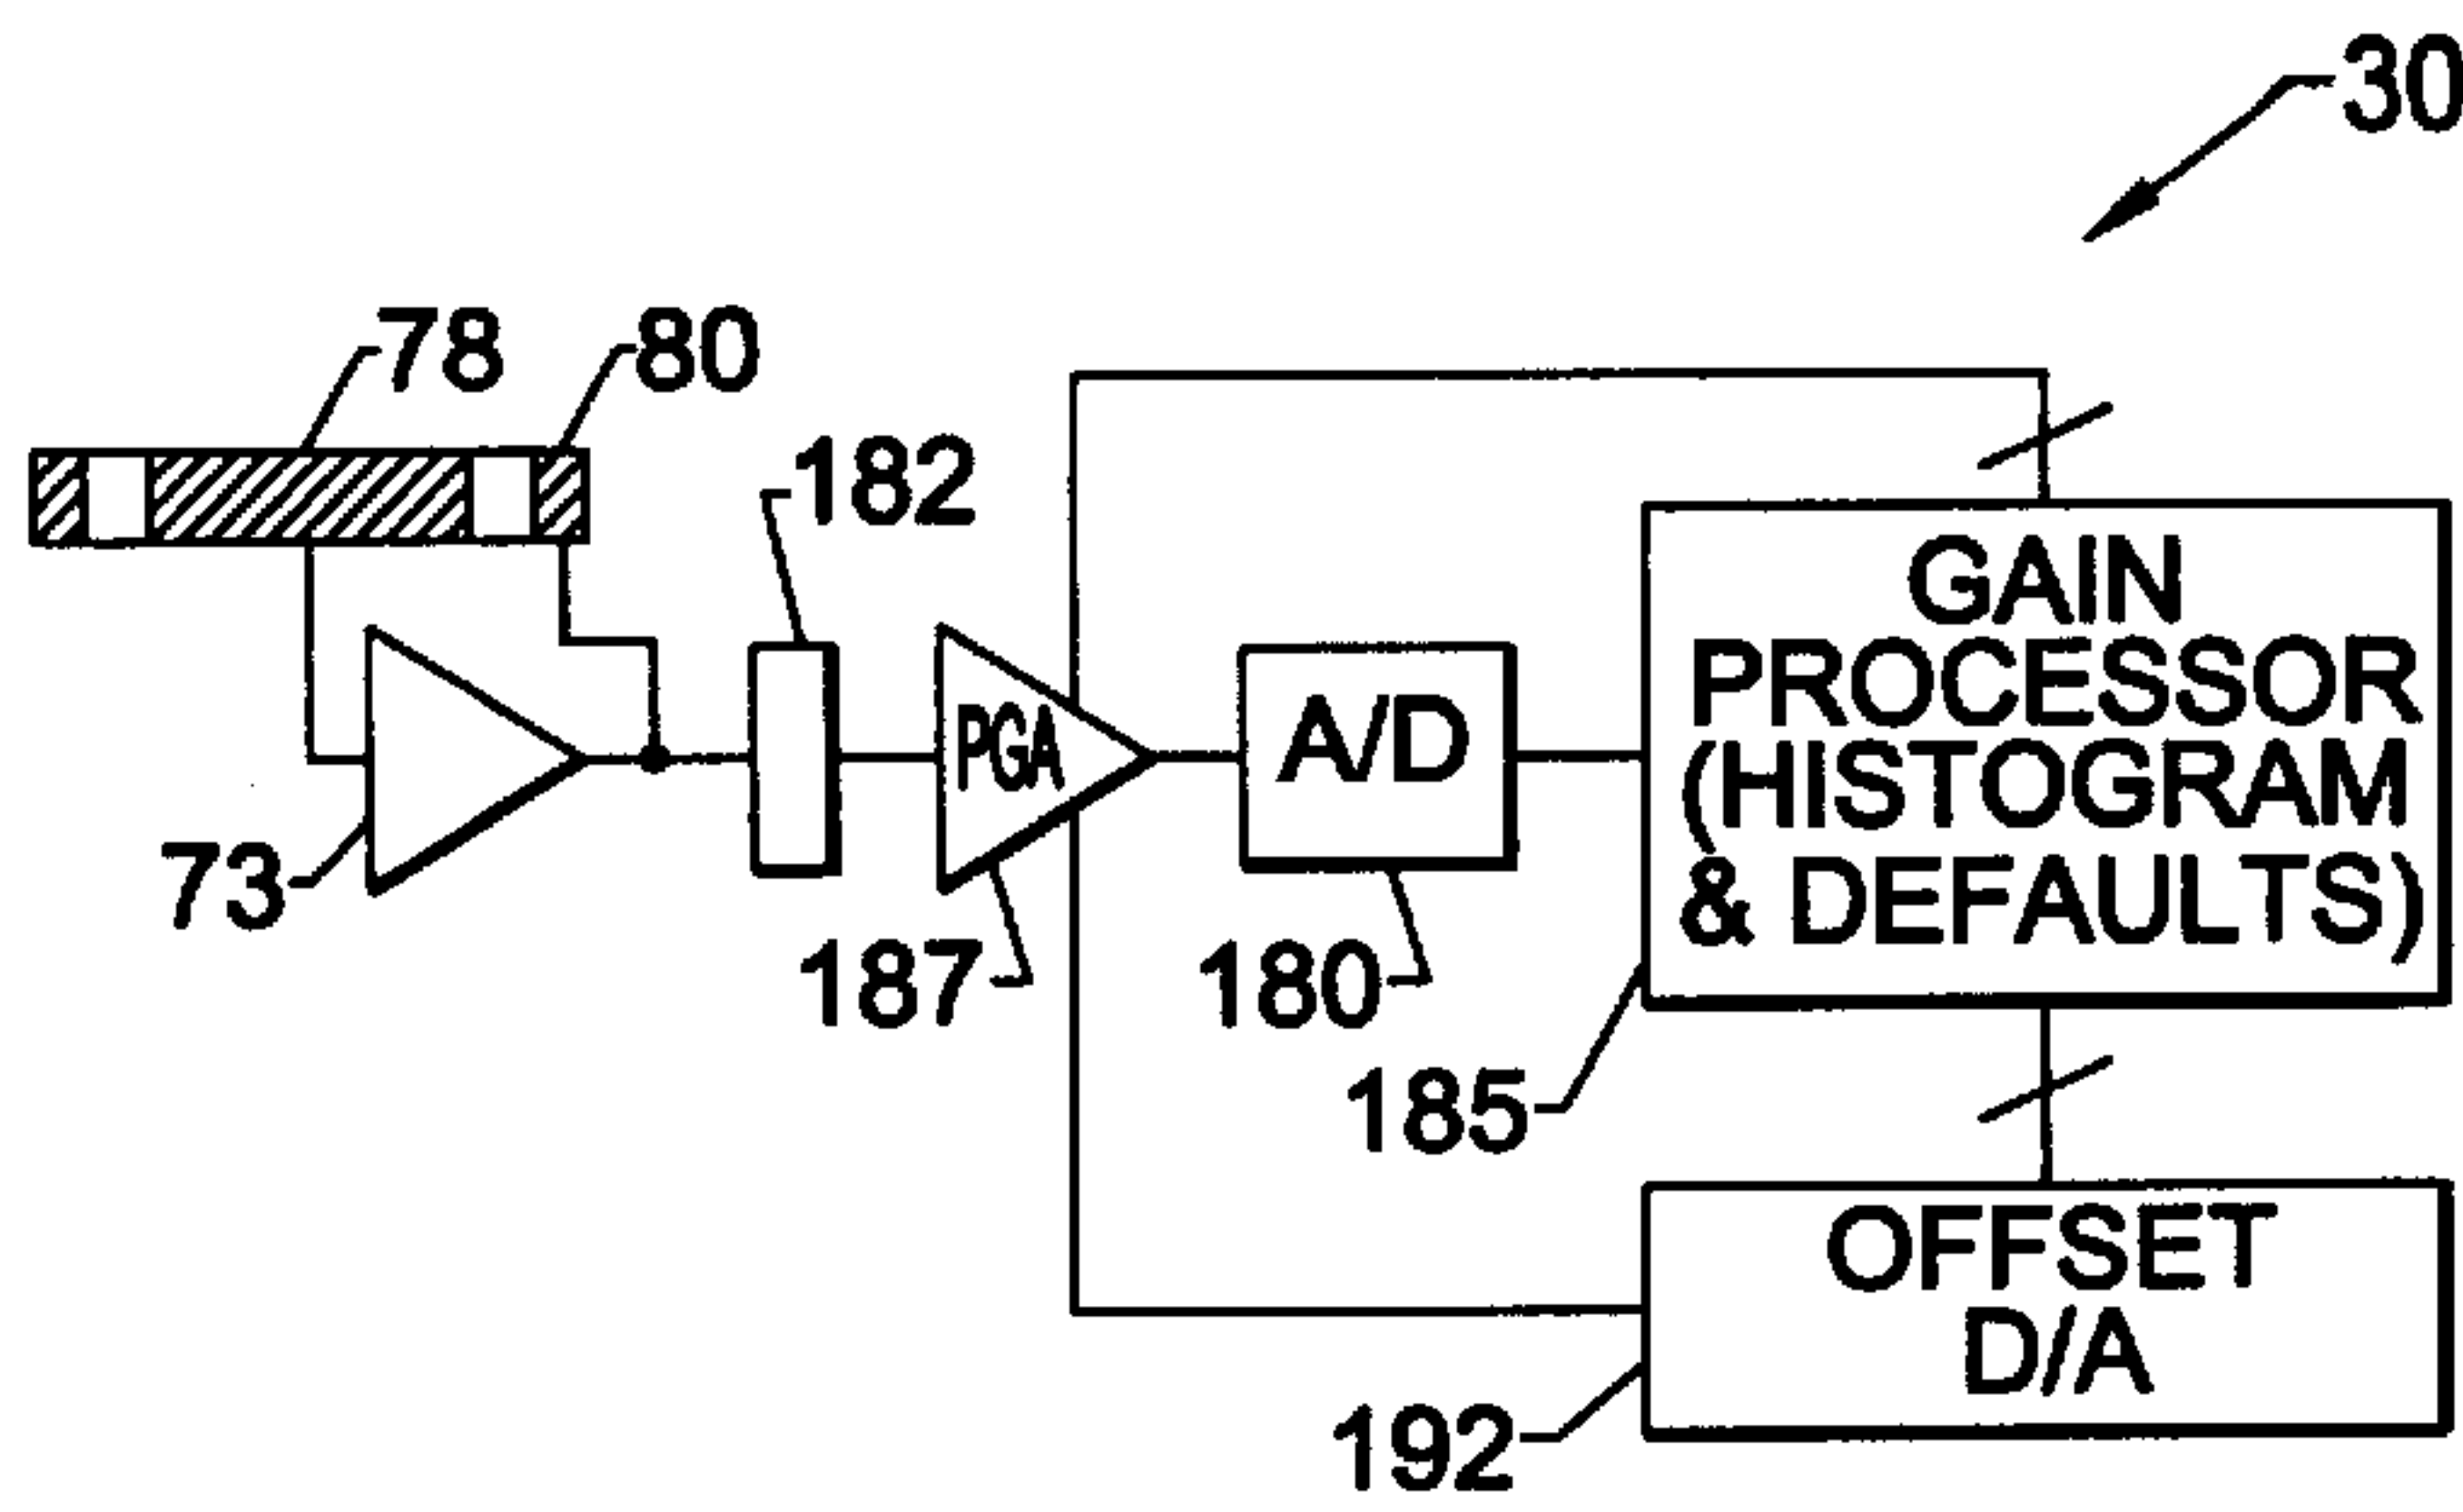 30
78
80
182
73
PGA
187
A/D
180
GAIN
PROCESSOR
(HISTOGRAM
& DEFAULTS)
185
OFFSET
D/A
192